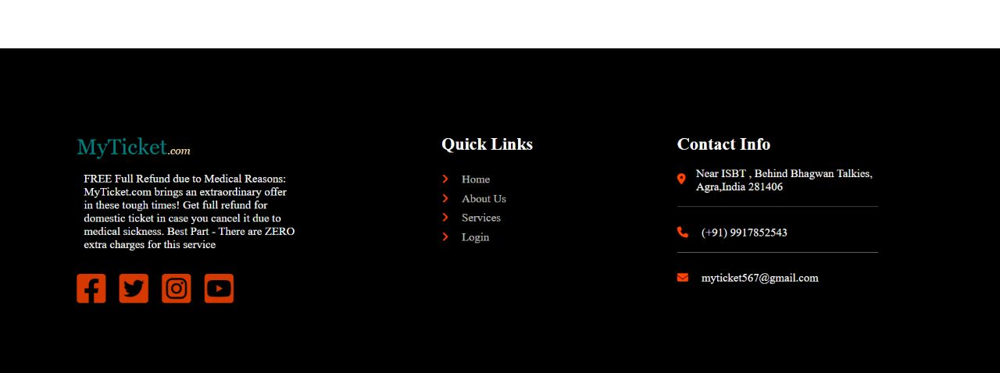 MyTicket.com
FREE Full Refund due to Medical Reasons:
MyTicket.com brings an extraordinary offer
in these tough times! Get full refund for
domestic ticket in case you cancel it due to
medical sickness. Best Part - There are ZERO
extra charges for this service
Quick Links
Home
About Us
Services
Login
Contact Info
Near ISBT , Behind Bhagwan Talkies,
Agra,India 281406
(+91) 9917852543
myticket567@gmail.com